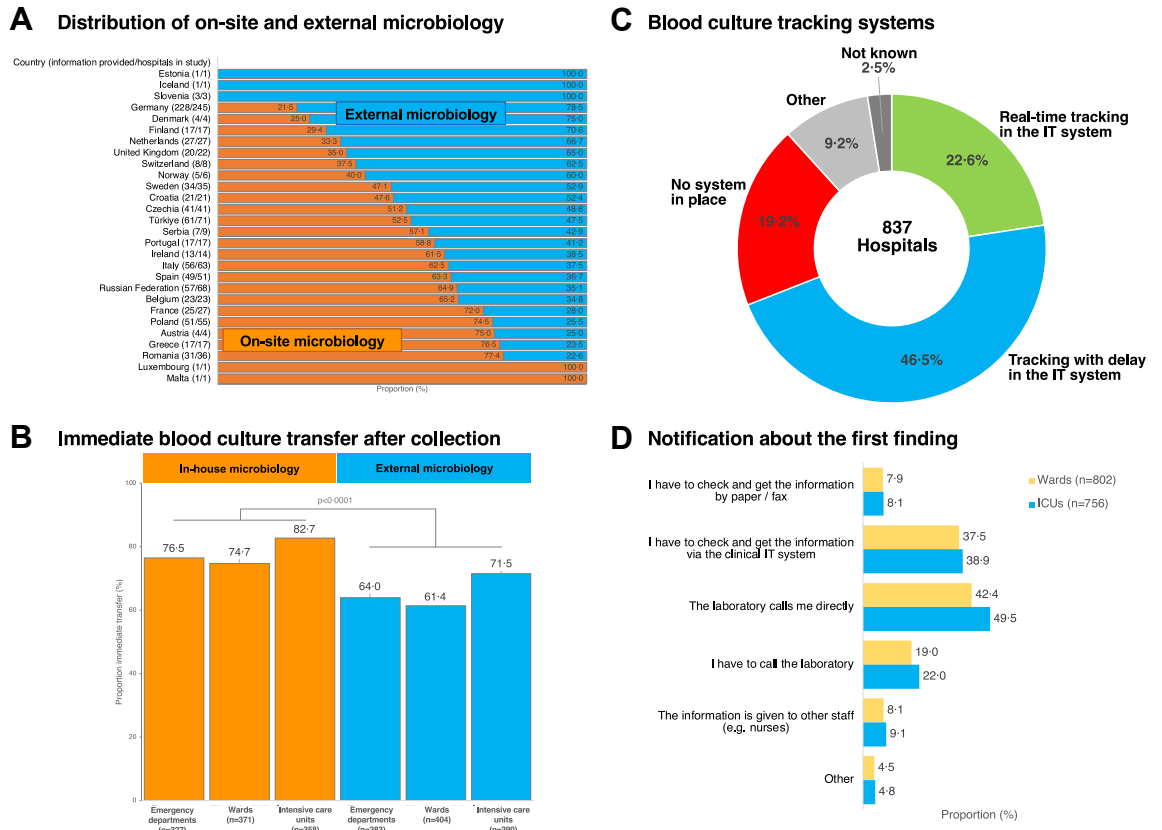 A Distribution of on-site and external microbiology
Country (information provided/hospitals in study)
Estonia (1/1) 100·0
Iceland (1/1) 100·0
Slovenia (3/3) 100·0
Germany (228/245) 21·5 78·5
Denmark (4/4) 25·0 75·0
Finland (17/17) 29·4 70·6
Netherlands (27/27) 33·3 66·7
United Kingdom (20/22) 35·0 65·0
Switzerland (8/8) 37·5 62·5
Norway (5/6) 40·0 60·0
Sweden (34/35) 47·1 52·9
Croatia (21/21) 47·6 52·4
Czechia (41/41) 51·2 48·8
Türkiye (61/71) 52·5 47·5
Serbia (7/9) 57·1 42·9
Portugal (17/17) 58·8 41·2
Ireland (13/14) 61·5 38·5
Italy (56/63) 62·5 37·5
Spain (49/51) 63·3 36·7
Russian Federation (57/68) 64·9 35·1
Belgium (23/23) 65·2 34·8
France (25/27) 72·0 28·0
Poland (51/55) 74·5 25·5
Austria (4/4) 75·0 25·0
Greece (17/17) 76·5 23·5
Romania (31/36) 77·4 22·6
Luxembourg (1/1) 100·0
Malta (1/1) 100·0
External microbiology
On-site microbiology
Proportion (%)
B Immediate blood culture transfer after collection
In-house microbiology External microbiology
Proportion immediate transfer (%)
100
80
60
40
20
0
p<0·0001
76·5
74·7
82·7
64·0
61·4
71·5
Emergency
departments
(n=327)
Wards
(n=371)
Intensive care
units
(n=358)
Emergency
departments
(n=383)
Wards
(n=404)
Intensive care
units
(n=390)
C Blood culture tracking systems
Not known
2·5%
Other
9·2%
Real-time tracking
in the IT system
22·6%
No system
in place
19·2%
837
Hospitals
46·5%
Tracking with delay
in the IT system
D Notification about the first finding
Wards (n=802)
ICUs (n=756)
I have to check and get the information
by paper / fax
7·9
8·1
I have to check and get the information
via the clinical IT system
37·5
38·9
The laboratory calls me directly
42·4
49·5
I have to call the laboratory
19·0
22·0
The information is given to other staff
(e.g. nurses)
8·1
9·1
Other
4·5
4·8
Proportion (%)